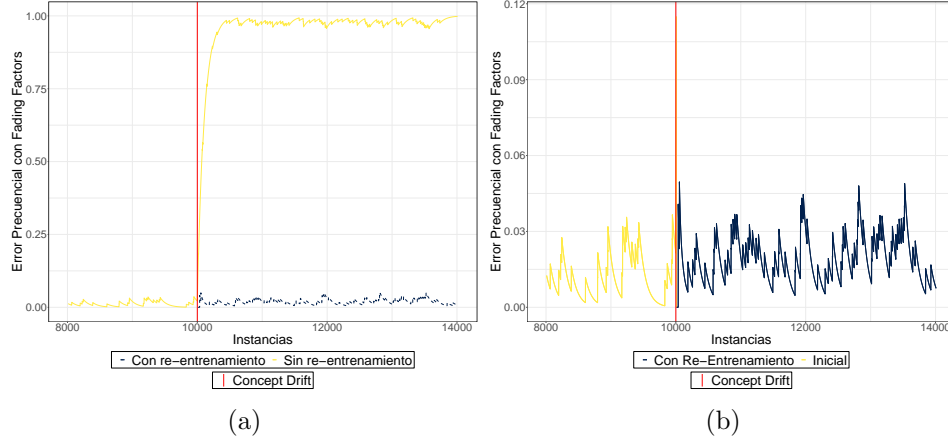 Error Precuencial con Fading Factors
1.00
0.75
0.50
0.25
0.00
8000 10000 12000 14000
Instancias
Con re−entrenamiento Sin re−entrenamiento
Concept Drift
(a)
Error Precuencial con Fading Factors
0.12
0.09
0.06
0.03
0.00
8000 10000 12000 14000
Instancias
Con Re−Entrenamiento Inicial
Concept Drift
(b)